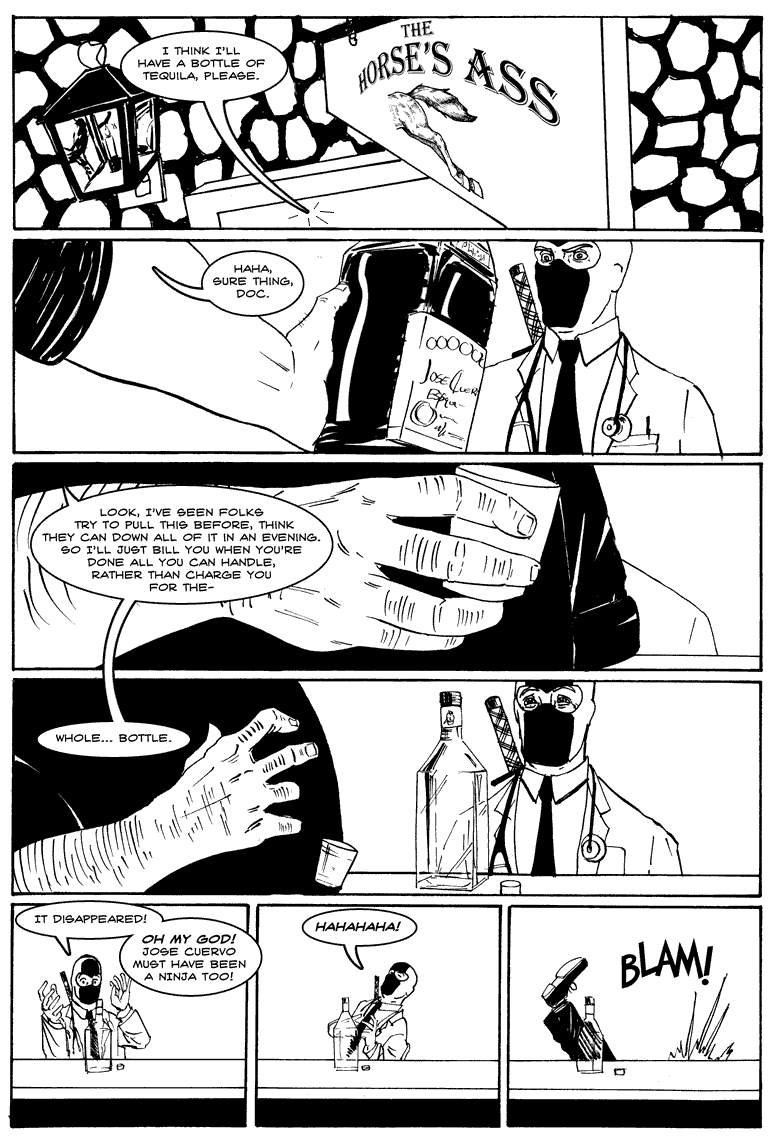 I THINK I'LL
HAVE A BOTTLE OF
TEQUILA, PLEASE.
THE
HORSE'S ASS
HAHA,
SURE THING,
DOC.
JOSE CUER
LOOK, I'VE SEEN FOLKS
TRY TO PULL THIS BEFORE, THINK
THEY CAN DOWN ALL OF IT IN AN EVENING.
SO I'LL JUST BILL YOU WHEN YOU'RE
DONE ALL YOU CAN HANDLE,
RATHER THAN CHARGE YOU
FOR THE-
WHOLE... BOTTLE.
IT DISAPPEARED!
OH MY GOD!
JOSE CUERVO
MUST HAVE BEEN
A NINJA TOO!
HAHAHAHA!
BLAM!